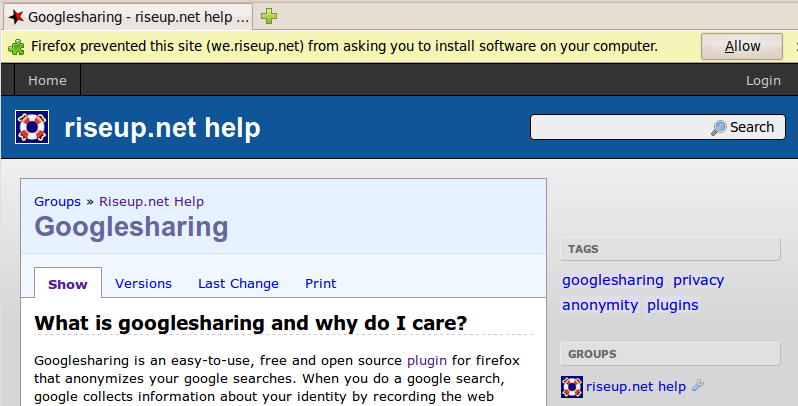 Googlesharing - riseup.net help ...
Firefox prevented this site (we.riseup.net) from asking you to install software on your computer. Allow
Home Login
riseup.net help Search
Groups » Riseup.net Help
Googlesharing
Show Versions Last Change Print
What is googlesharing and why do I care?
Googlesharing is an easy-to-use, free and open source plugin for firefox
that anonymizes your google searches. When you do a google search,
google collects information about your identity by recording the web
TAGS
googlesharing privacy
anonymity plugins
GROUPS
riseup.net help